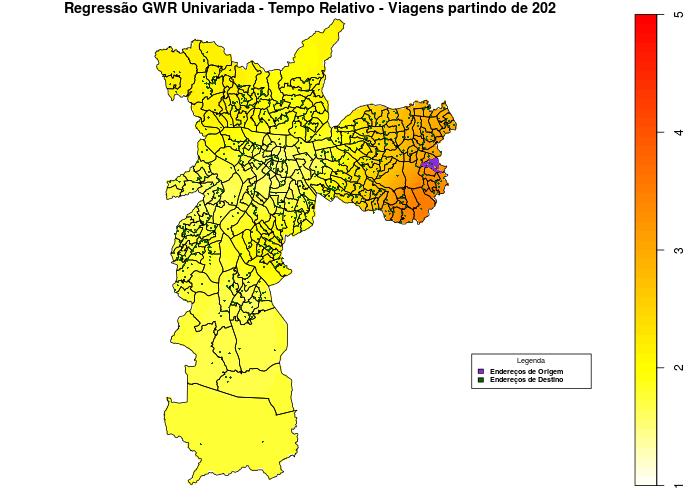 Regressão GWR Univariada - Tempo Relativo - Viagens partindo de 202
5
4
3
2
1
Legenda
Endereços de Origem
Endereços de Destino